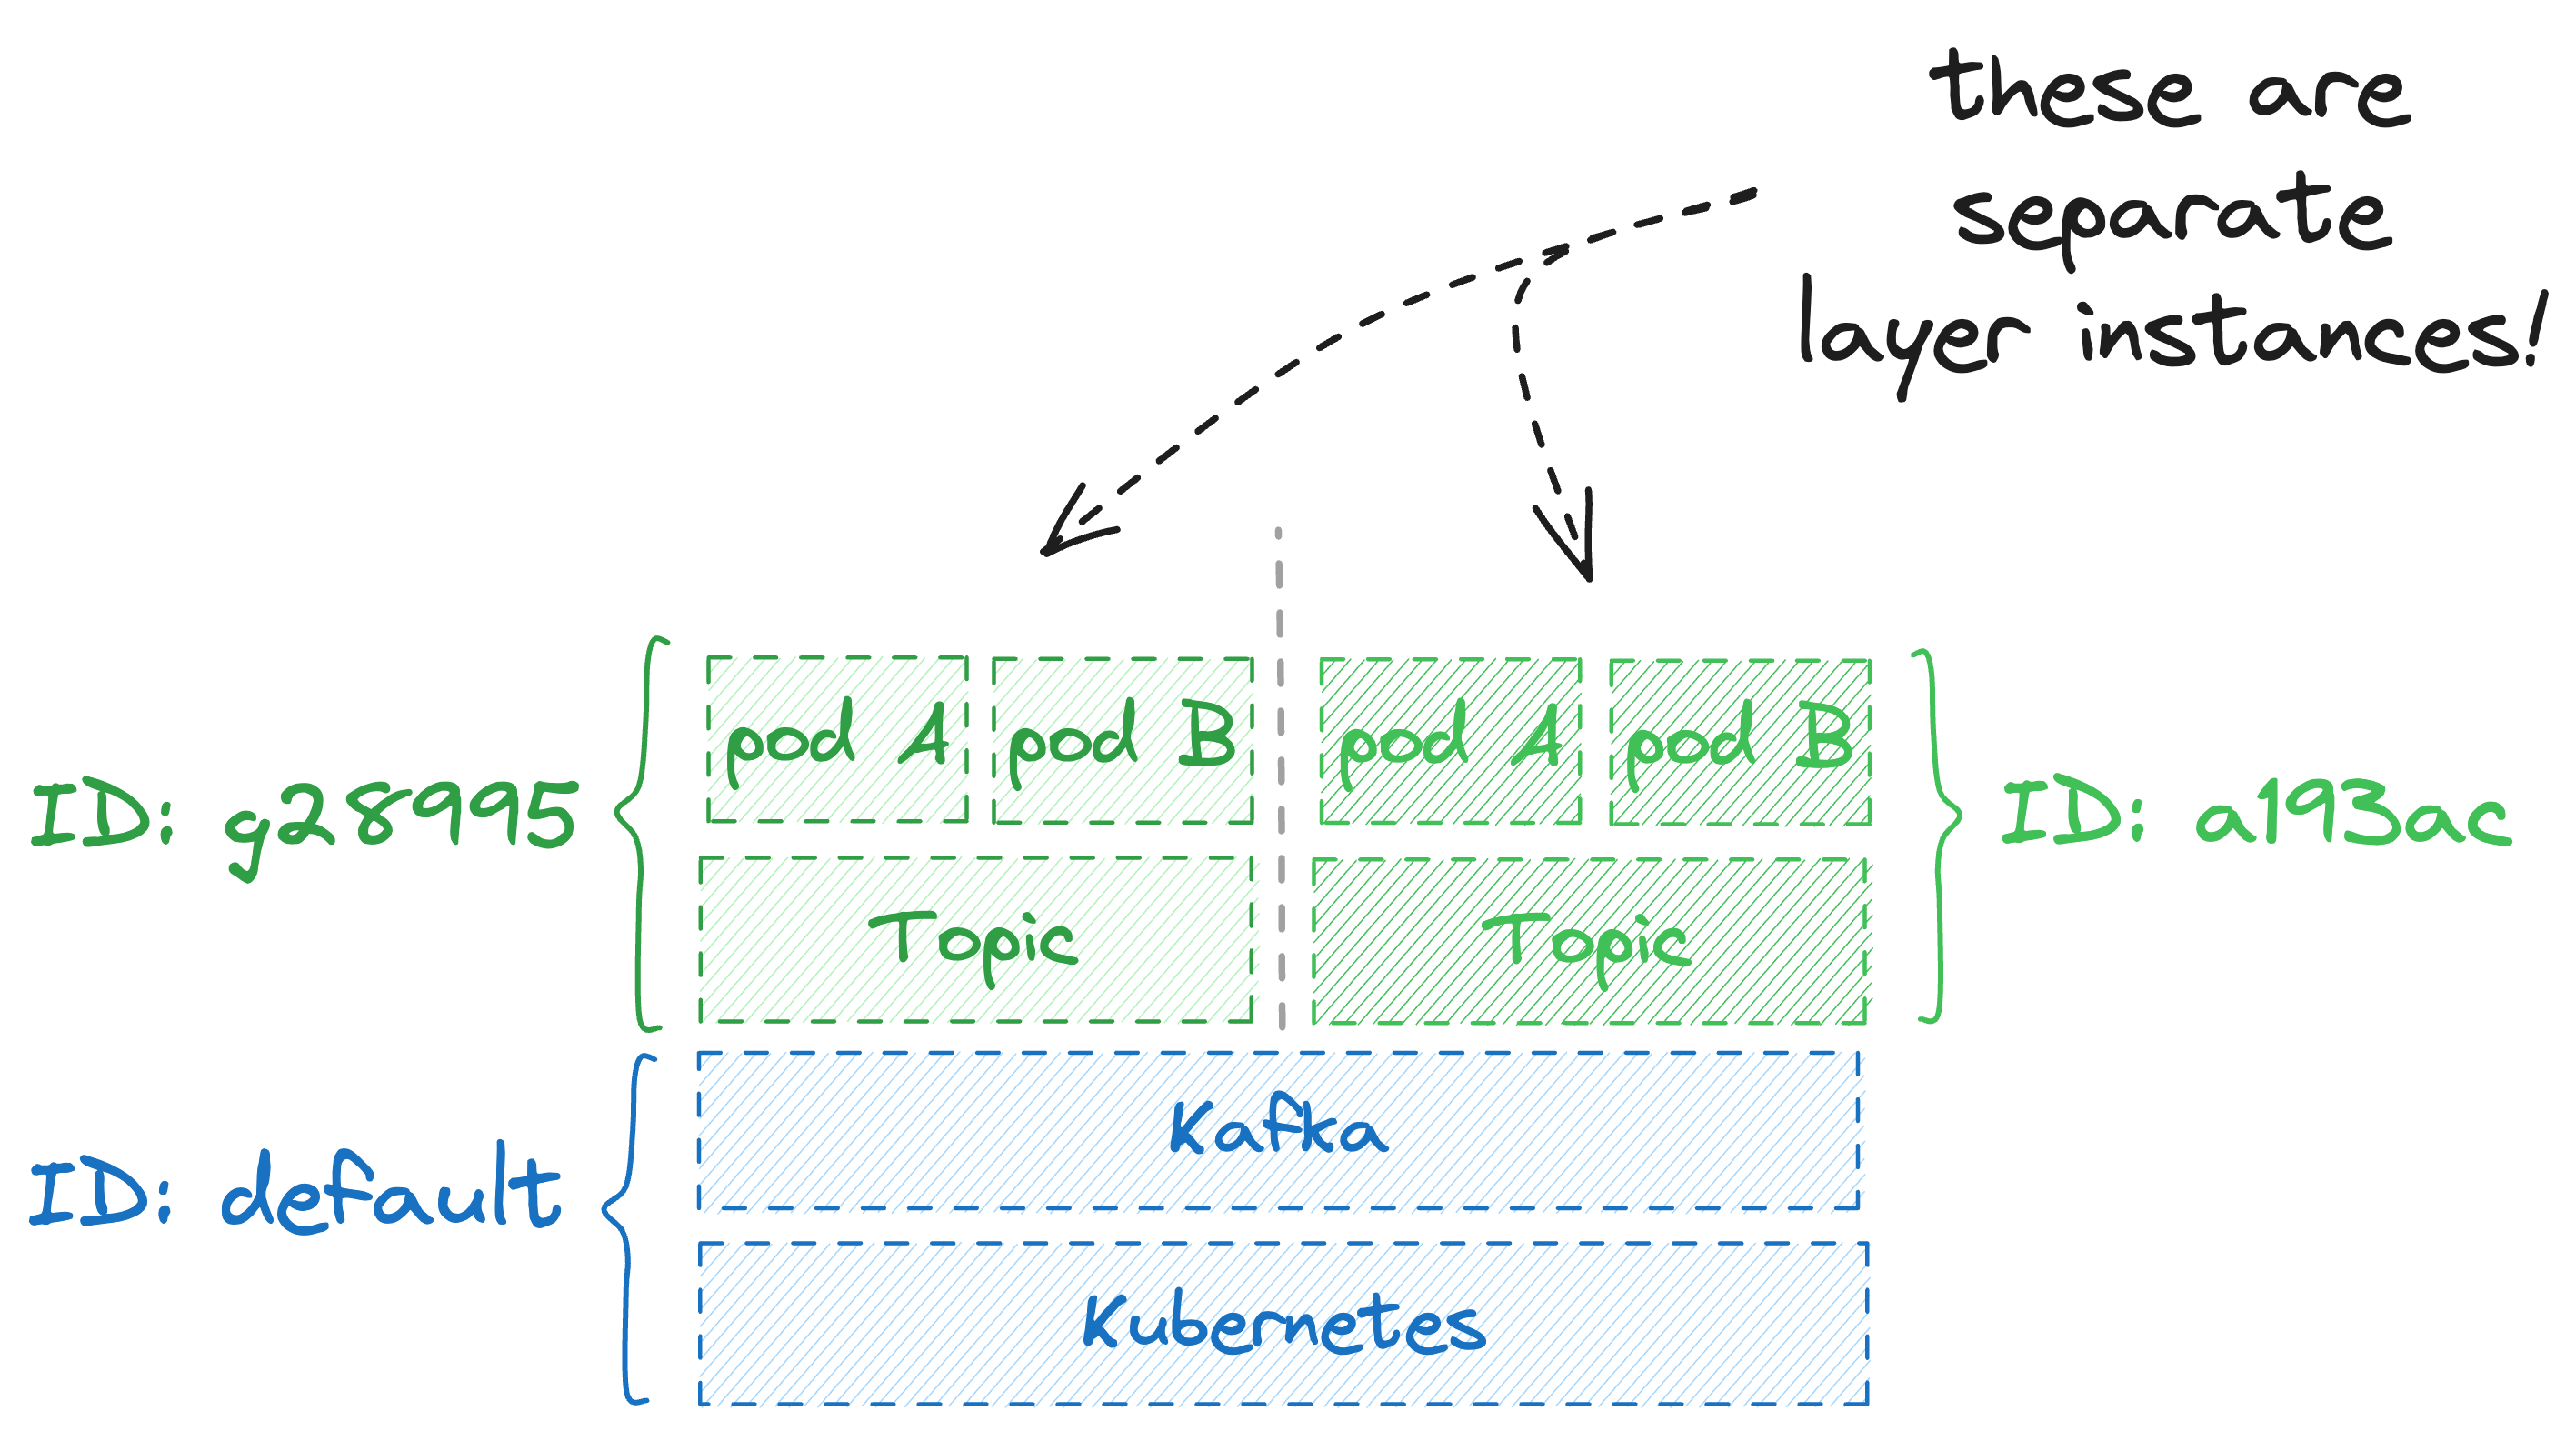 these are
separate
layer instances!
pod A
pod B
pod A
pod B
ID: g28995
ID: a193ac
Topic
Topic
Kafka
ID: default
Kubernetes